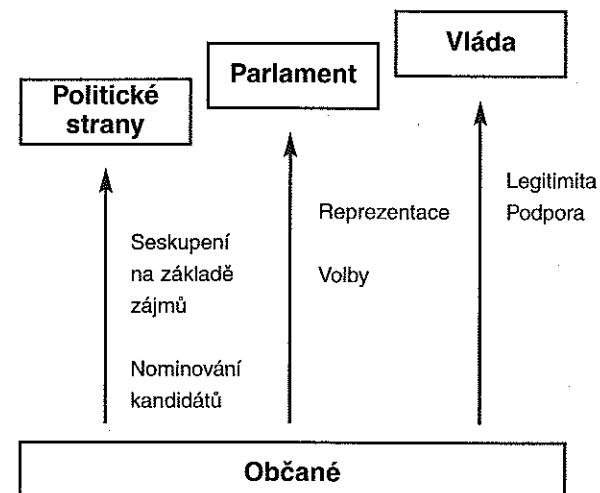 Vláda
Parlament
Politické
strany
Legitimita
Podpora
Reprezentace
Volby
Seskupení
na základě
zájmů
Nominování
kandidátů
Občané